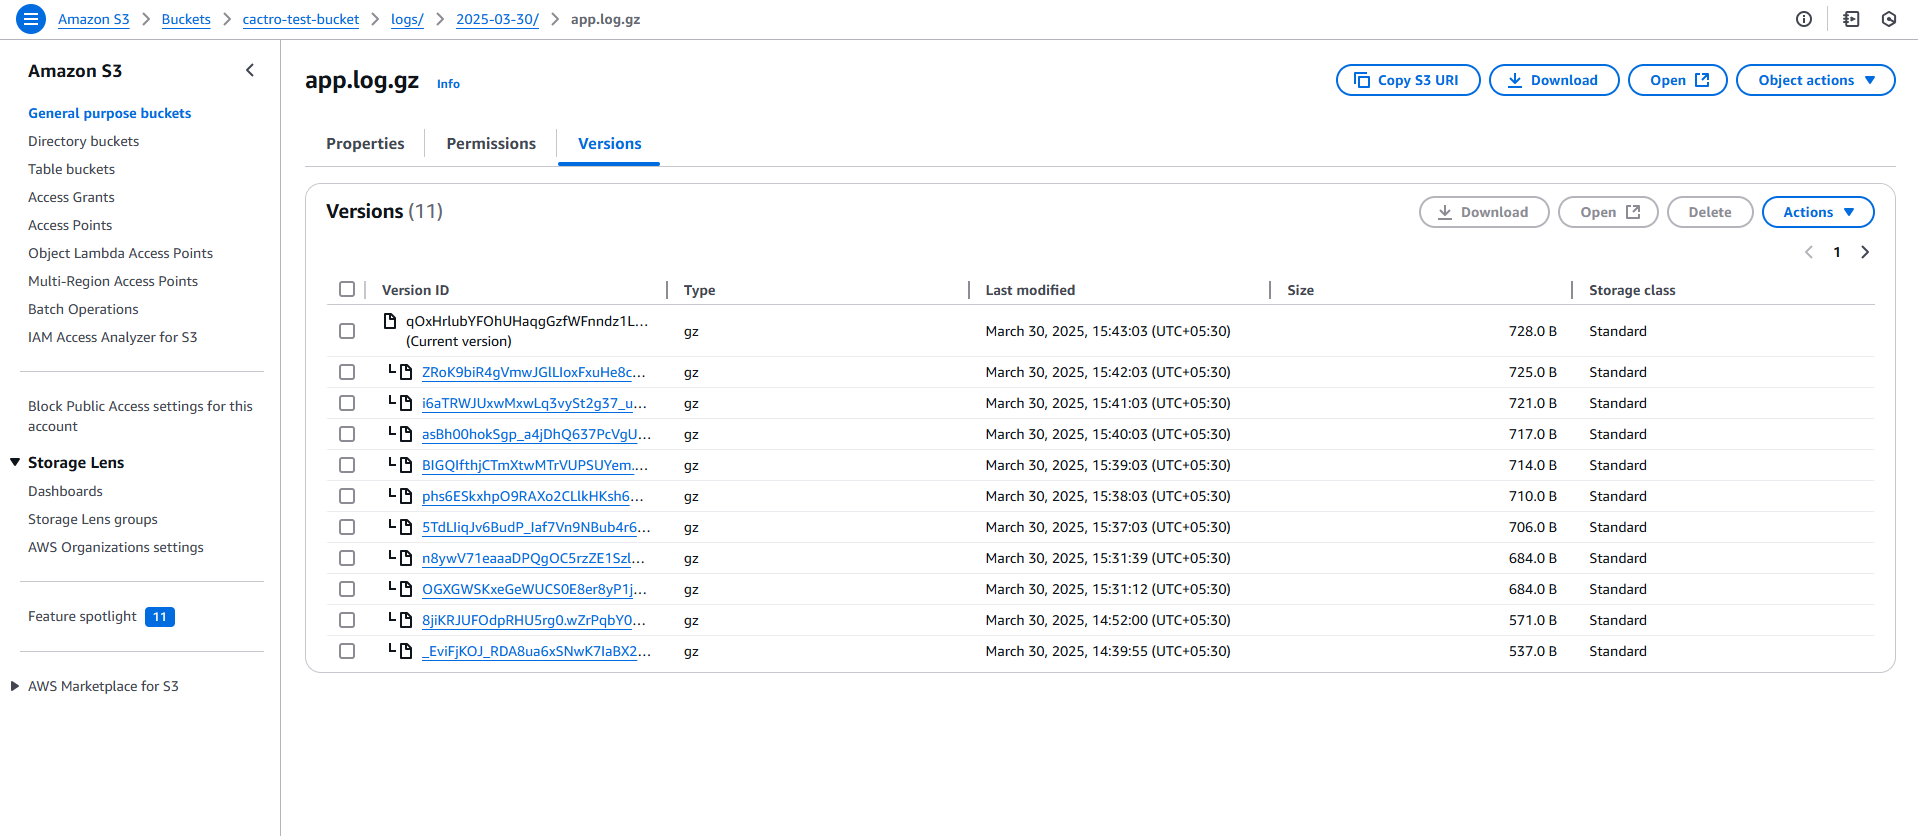 Amazon S3 > Buckets > cactro-test-bucket > logs/ > 2025-03-30/ > app.log.gz
Amazon S3
General purpose buckets
Directory buckets
Table buckets
Access Grants
Access Points
Object Lambda Access Points
Multi-Region Access Points
Batch Operations
IAM Access Analyzer for S3
Block Public Access settings for this
account
Storage Lens
Dashboards
Storage Lens groups
AWS Organizations settings
Feature spotlight 11
AWS Marketplace for S3
app.log.gz Info
Copy S3 URI Download Open Object actions
Properties Permissions Versions
Versions (11)
Download Open Delete Actions
1
Version ID Type Last modified Size Storage class
qOxHrlubYFOhUHaqgGzfWFnndz1L... gz March 30, 2025, 15:43:03 (UTC+05:30) 728.0 B Standard
(Current version)
ZRoK9biR4gVmwJGlLIoxFxuHe8c... gz March 30, 2025, 15:42:03 (UTC+05:30) 725.0 B Standard
i6aTRWJUxwMxwLq3vySt2g37_u... gz March 30, 2025, 15:41:03 (UTC+05:30) 721.0 B Standard
asBh00hokSgp_a4jDhQ637PcVgU... gz March 30, 2025, 15:40:03 (UTC+05:30) 717.0 B Standard
BIGQIfthjCTmXtwMTrVUPSUYem.... gz March 30, 2025, 15:39:03 (UTC+05:30) 714.0 B Standard
phs6ESkxhpO9RAXo2CLlkHKsh6... gz March 30, 2025, 15:38:03 (UTC+05:30) 710.0 B Standard
5TdLIiqJv6BudP_Iaf7Vn9NBub4r6... gz March 30, 2025, 15:37:03 (UTC+05:30) 706.0 B Standard
n8ywV71eaaaDPQgOC5rzZE1Szl... gz March 30, 2025, 15:31:39 (UTC+05:30) 684.0 B Standard
OGXGWSKxeGeWUCS0E8er8yP1j... gz March 30, 2025, 15:31:12 (UTC+05:30) 684.0 B Standard
8jiKRJUFOdpRHU5rg0.wZrPqbY0... gz March 30, 2025, 14:52:00 (UTC+05:30) 571.0 B Standard
_EviFjKOJ_RDA8ua6xSNwK7IaBX2... gz March 30, 2025, 14:39:55 (UTC+05:30) 537.0 B Standard